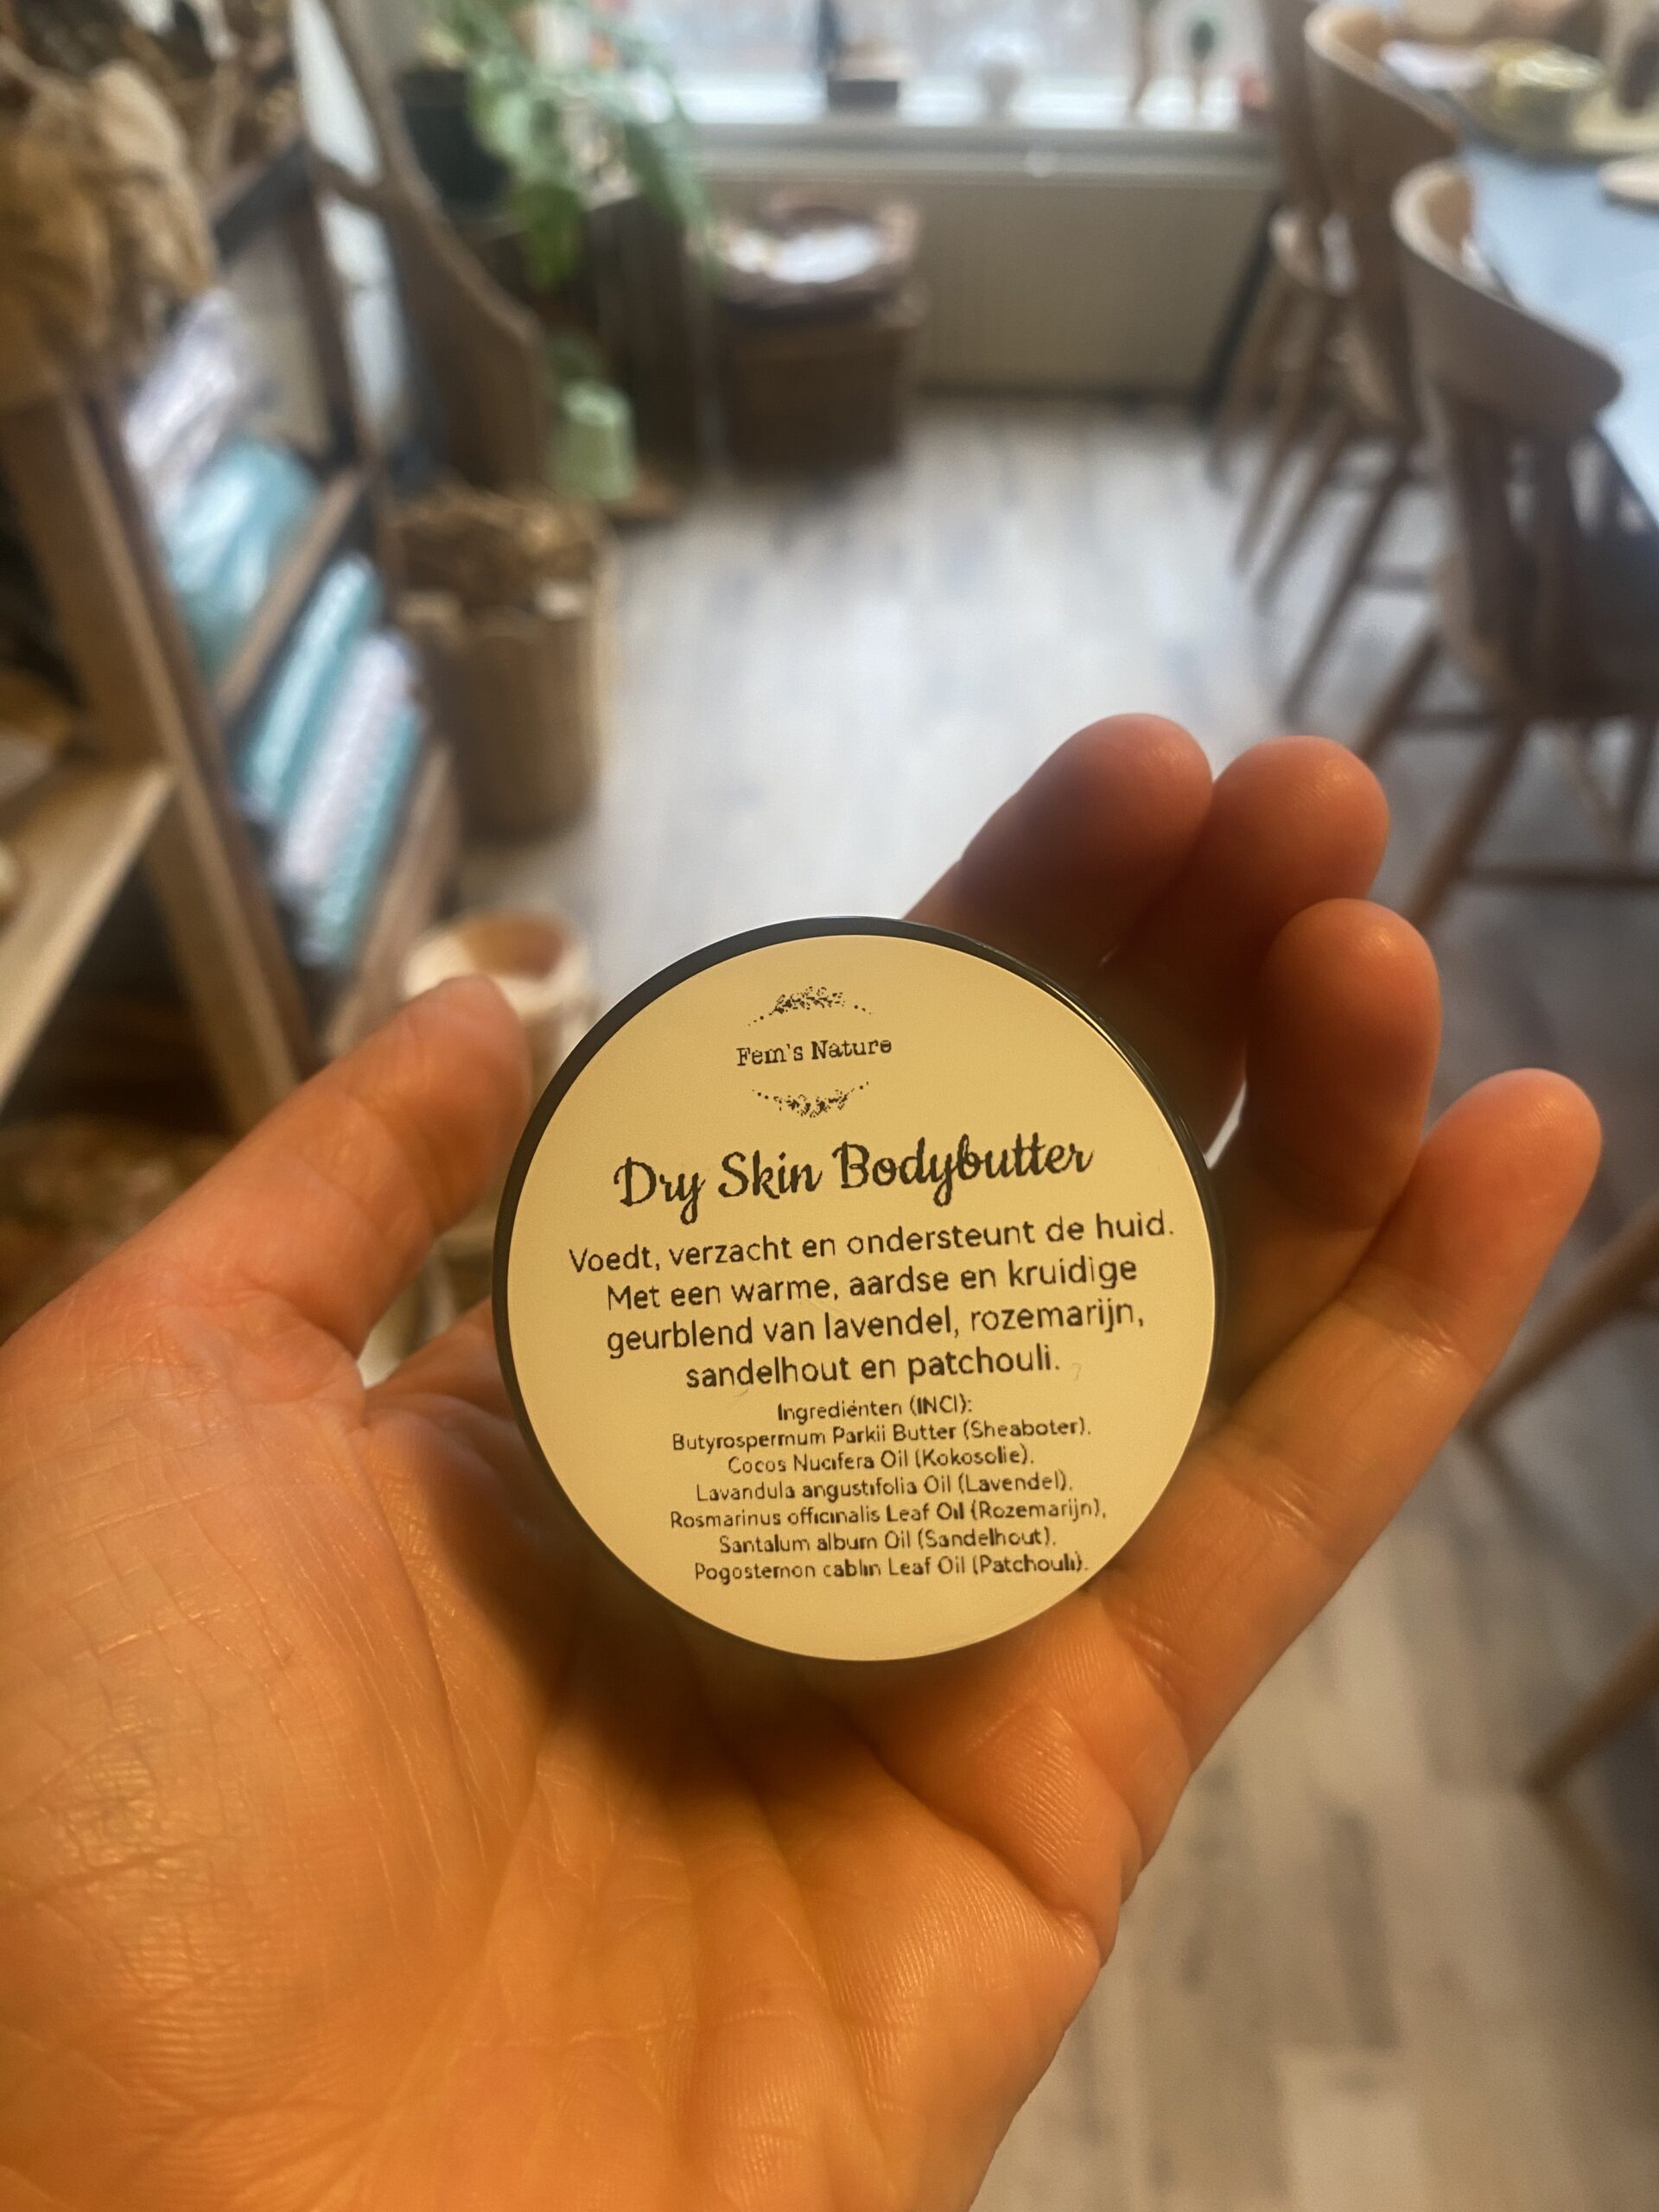 Fem's Nature
Dry Skin Bodybutter
Voedt, verzacht en ondersteunt de huid.
Met een warme, aardse en kruidige
geurblend van lavendel, rozemarijn,
sandelhout en patchouli.
Ingrediënten (INCI):
Butyrospermum Parkii Butter (Sheaboter),
Cocos Nucifera Oil (Kokosolie),
Lavandula angustifolia Oil (Lavendel),
Rosmarinus officinalis Leaf Oil (Rozemarijn),
Santalum album Oil (Sandelhout),
Pogostemon cablin Leaf Oil (Patchouli).